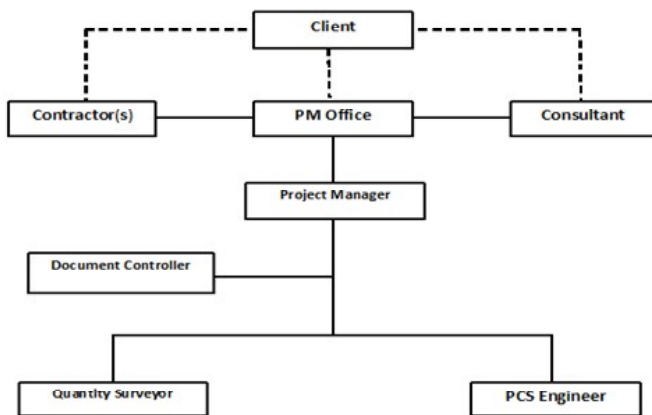 Client
Contractor(s)
PM Office
Consultant
Project Manager
Document Controller
Quantity Surveyor
PCS Engineer